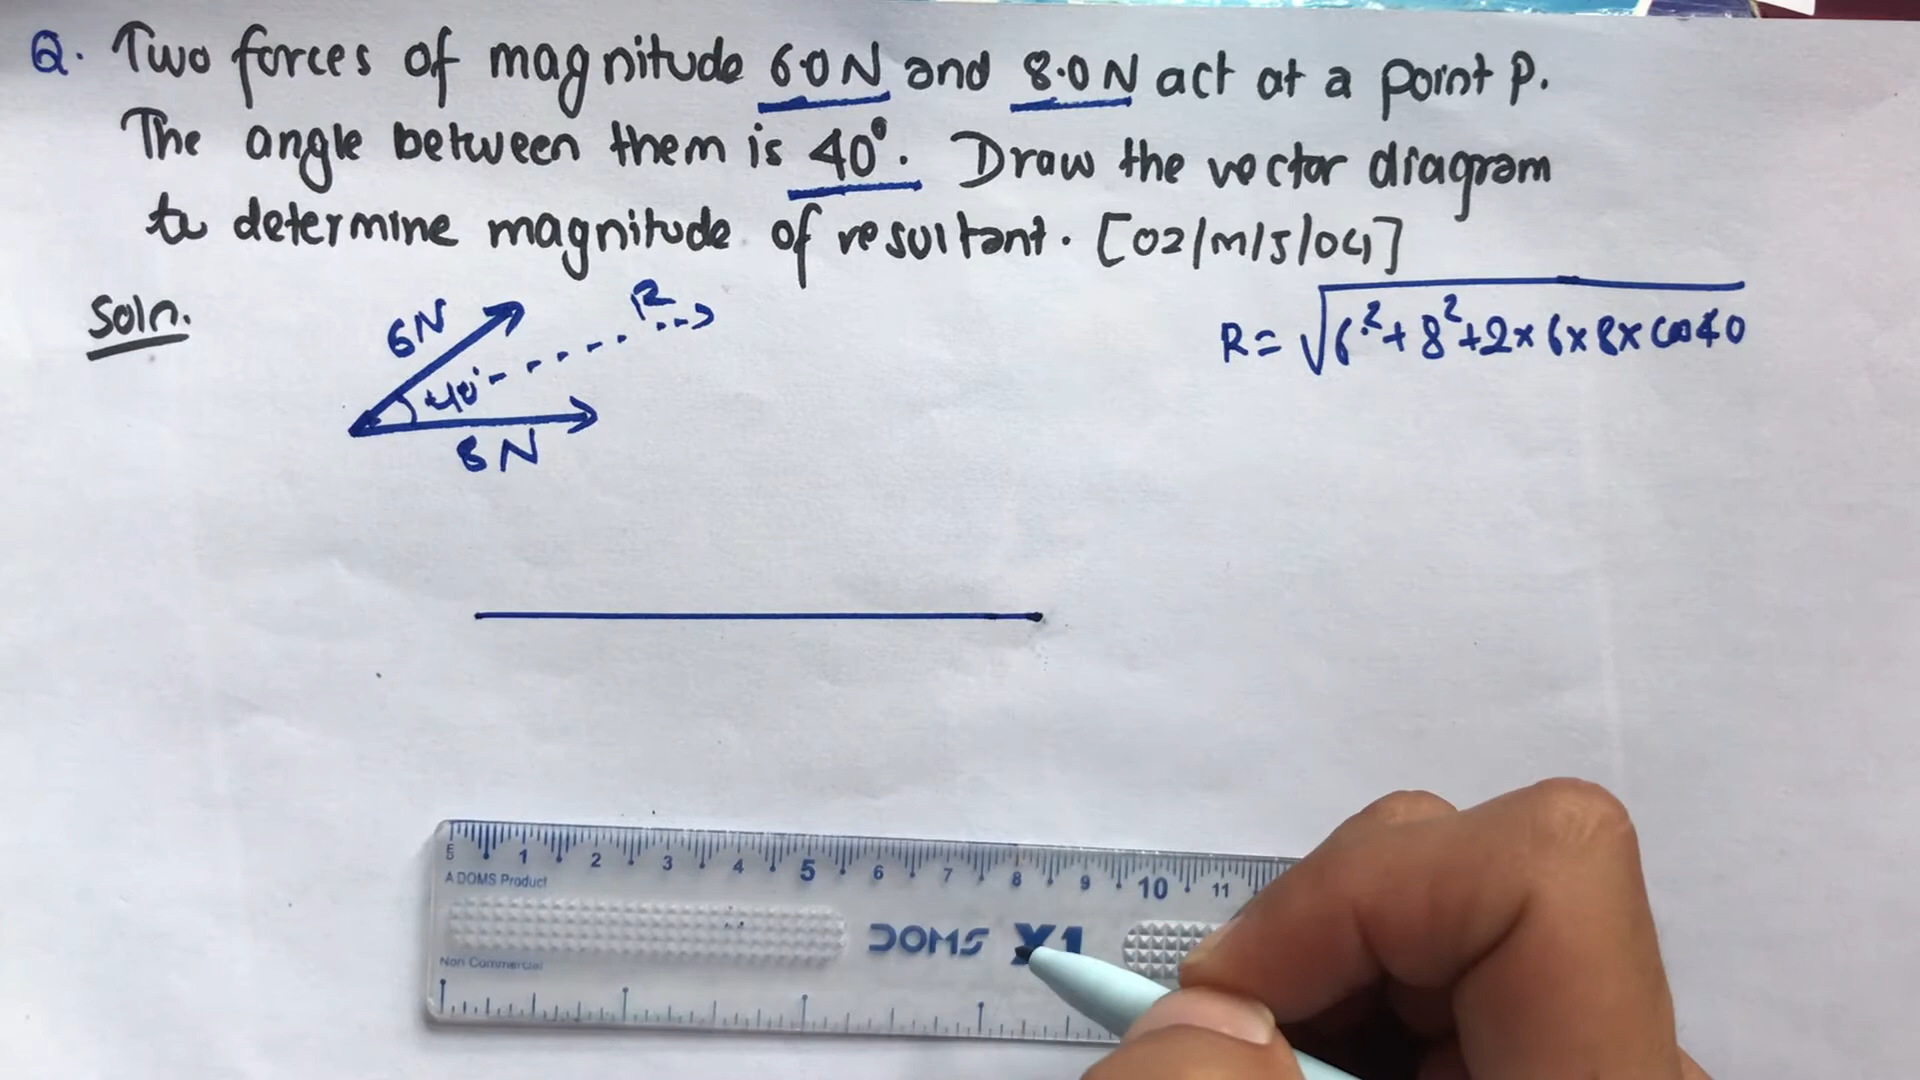 Q. Two forces of magnitude 6.0N and 8.0N act at a point P.
The angle between them is 40°. Draw the vector diagram
to determine magnitude of resultant. [02/M/J/04]
Soln.
6N
R
40°
8N
R = √6²+8²+2×6×8×cos40
1 2 3 4 5 6 7 8 9 10 11
A DOMS Product
DOMS X1
Non Commercial